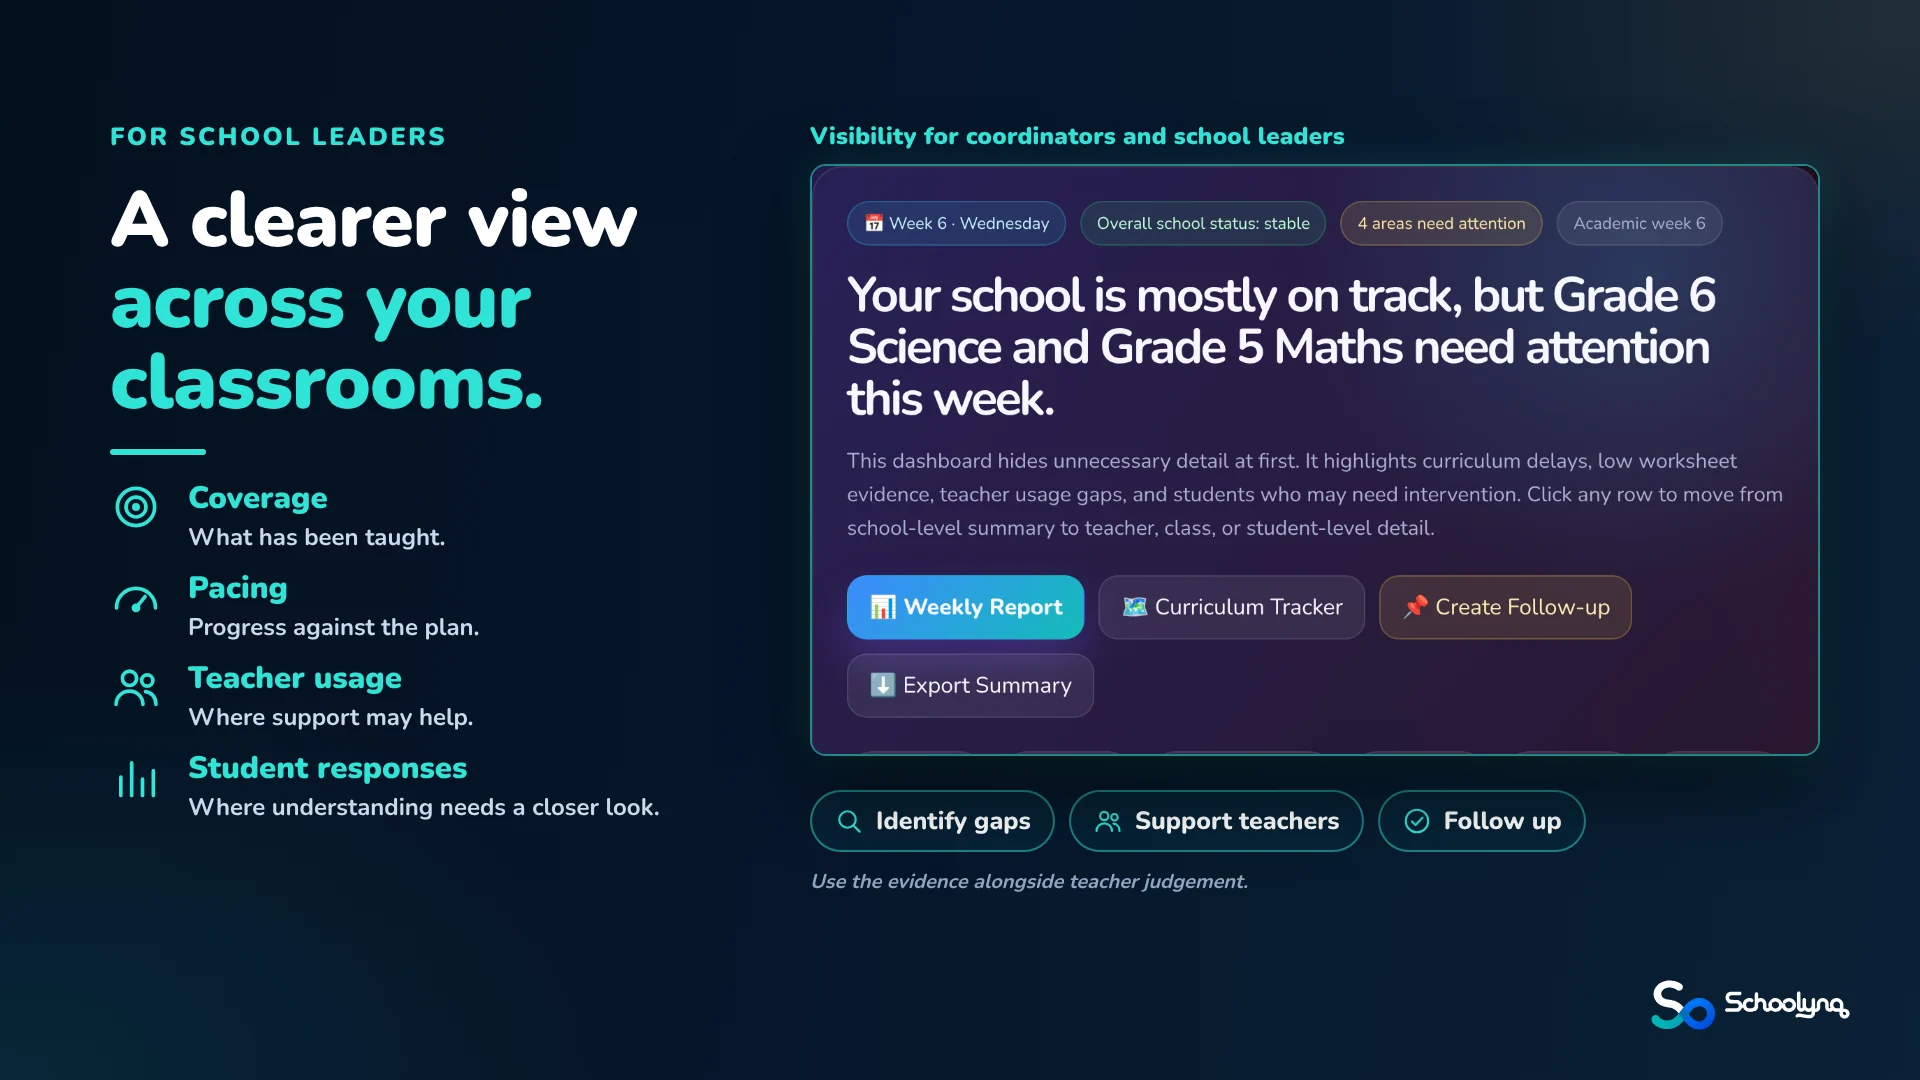 FOR SCHOOL LEADERS
A clearer view
across your
classrooms.
Coverage
What has been taught.
Pacing
Progress against the plan.
Teacher usage
Where support may help.
Student responses
Where understanding needs a closer look.
Visibility for coordinators and school leaders
📅 Week 6 · Wednesday
Overall school status: stable
4 areas need attention
Academic week 6
Your school is mostly on track, but Grade 6
Science and Grade 5 Maths need attention
this week.
This dashboard hides unnecessary detail at first. It highlights curriculum delays, low worksheet
evidence, teacher usage gaps, and students who may need intervention. Click any row to move from
school-level summary to teacher, class, or student-level detail.
📊 Weekly Report
🗺️ Curriculum Tracker
📌 Create Follow-up
⬇️ Export Summary
Identify gaps
Support teachers
Follow up
Use the evidence alongside teacher judgement.
Schoolynq